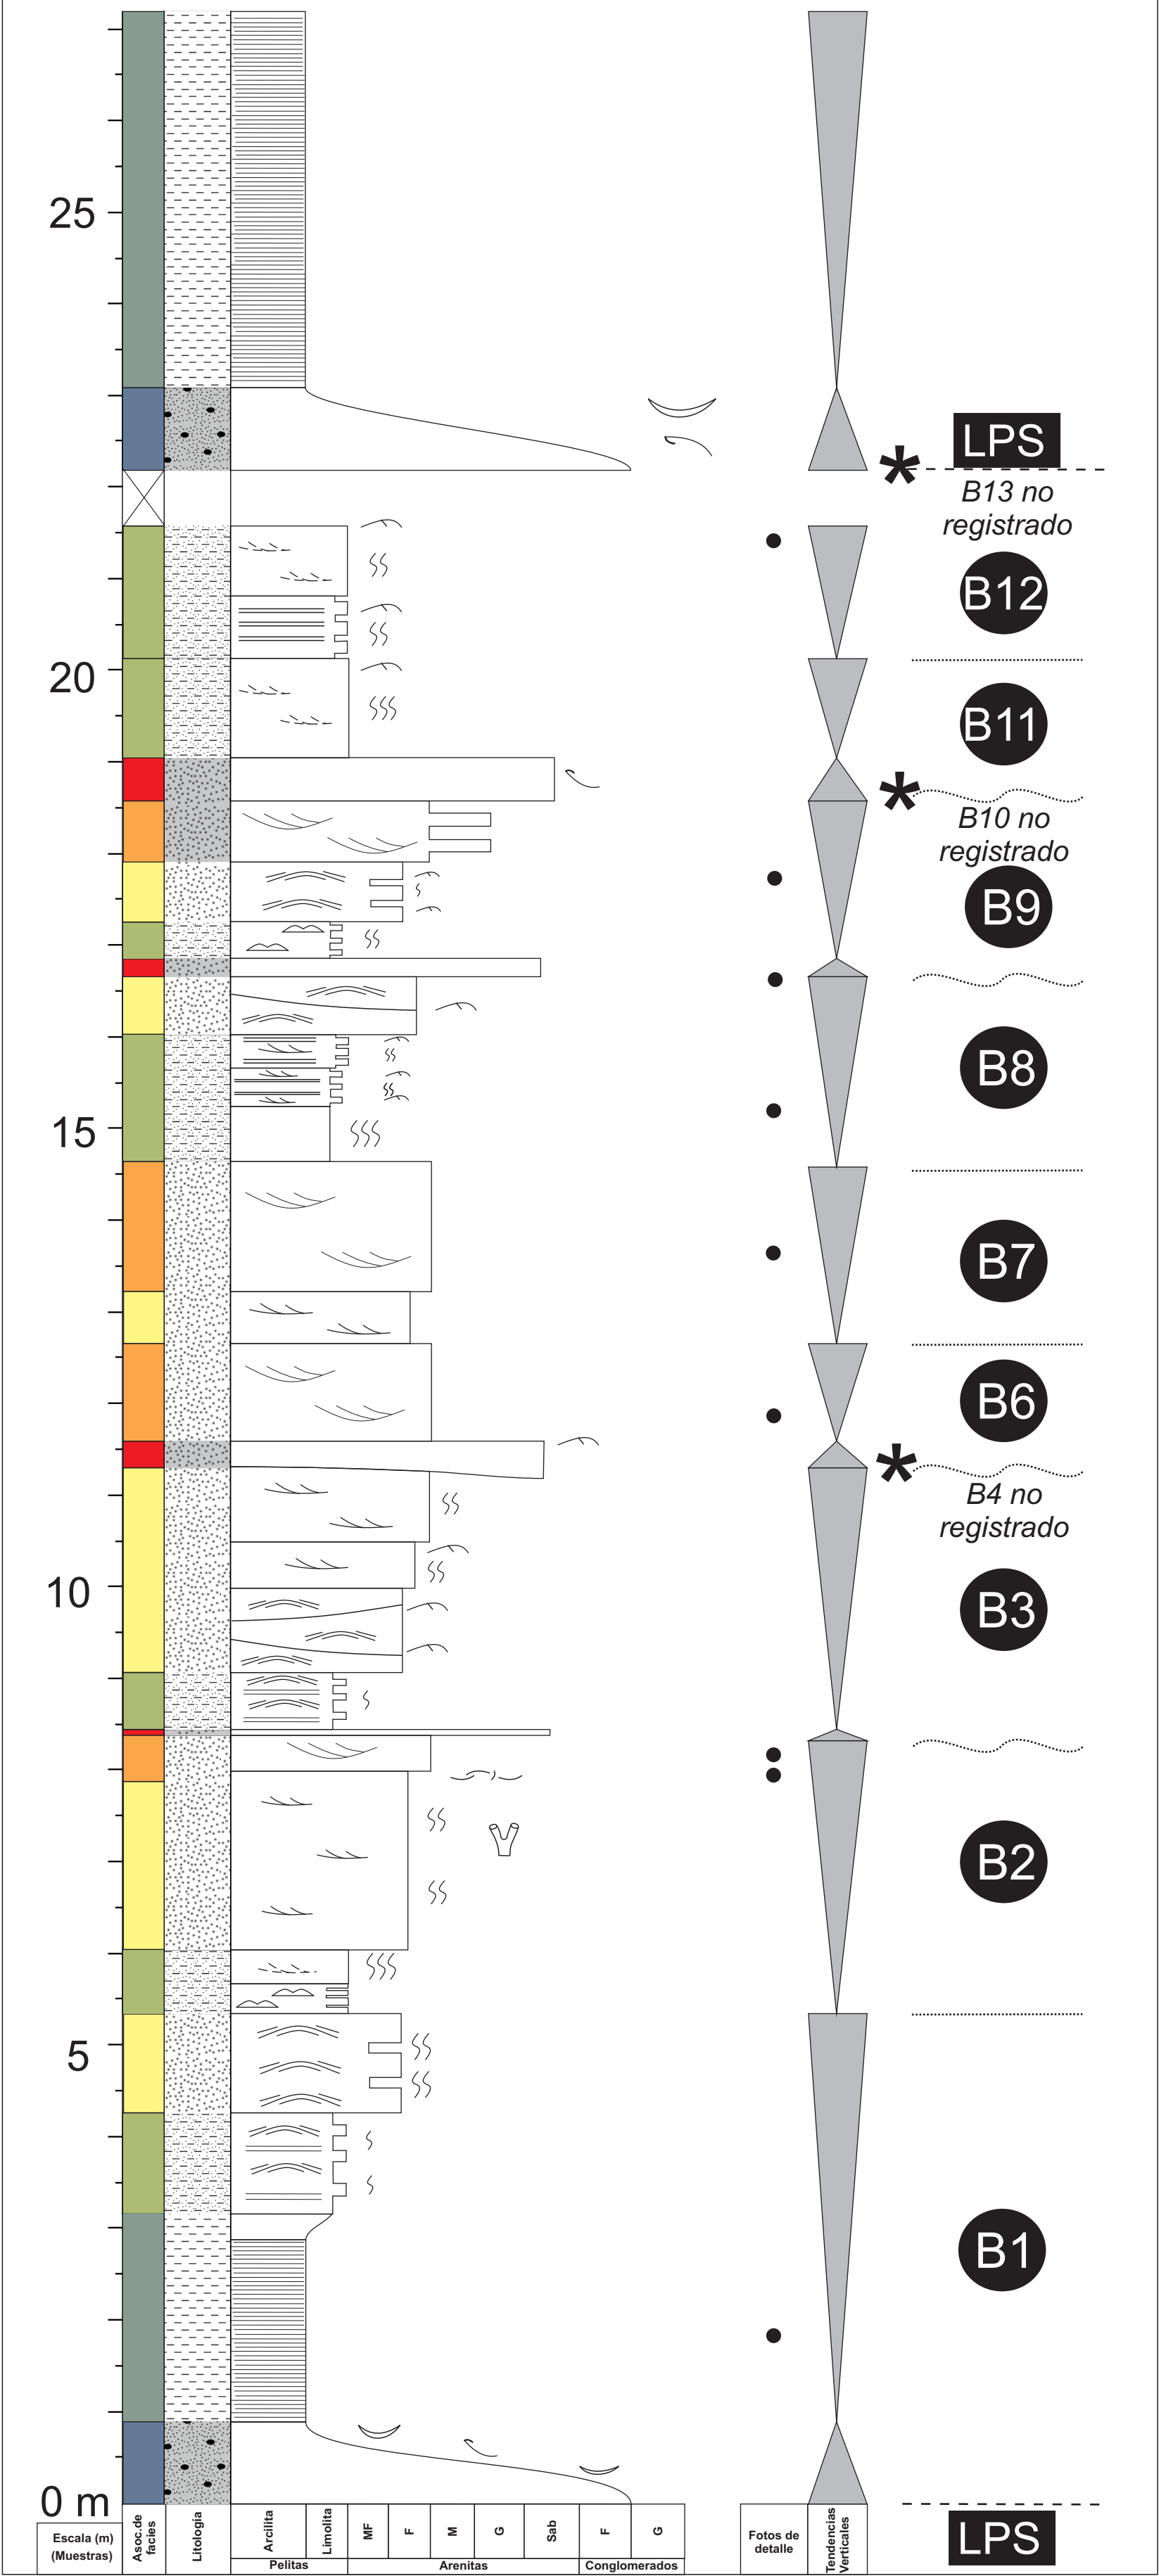 25
LPS
B13 no
registrado
B12
20
B11
B10 no
registrado
B9
B8
15
B7
B6
B4 no
registrado
10
B3
B2
5
B1
0 m
LPS
Escala (m)
(Muestras)
Asoc.de
facies
Litología
Arcilita
Limolita
MF
F
M
G
Sab
F
G
Pelitas
Arenitas
Conglomerados
Fotos de
detalle
Tendencias
Verticales